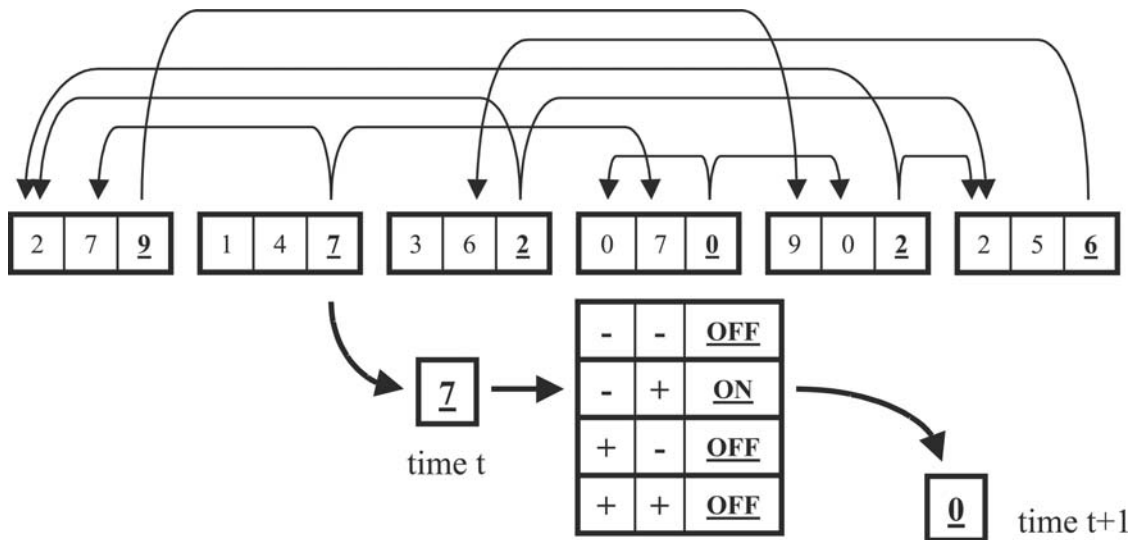 2 7 9 1 4 7 3 6 2 0 7 0 9 0 2 2 5 6
- - OFF
7 - + ON
time t + - OFF
+ + OFF 0 time t+1